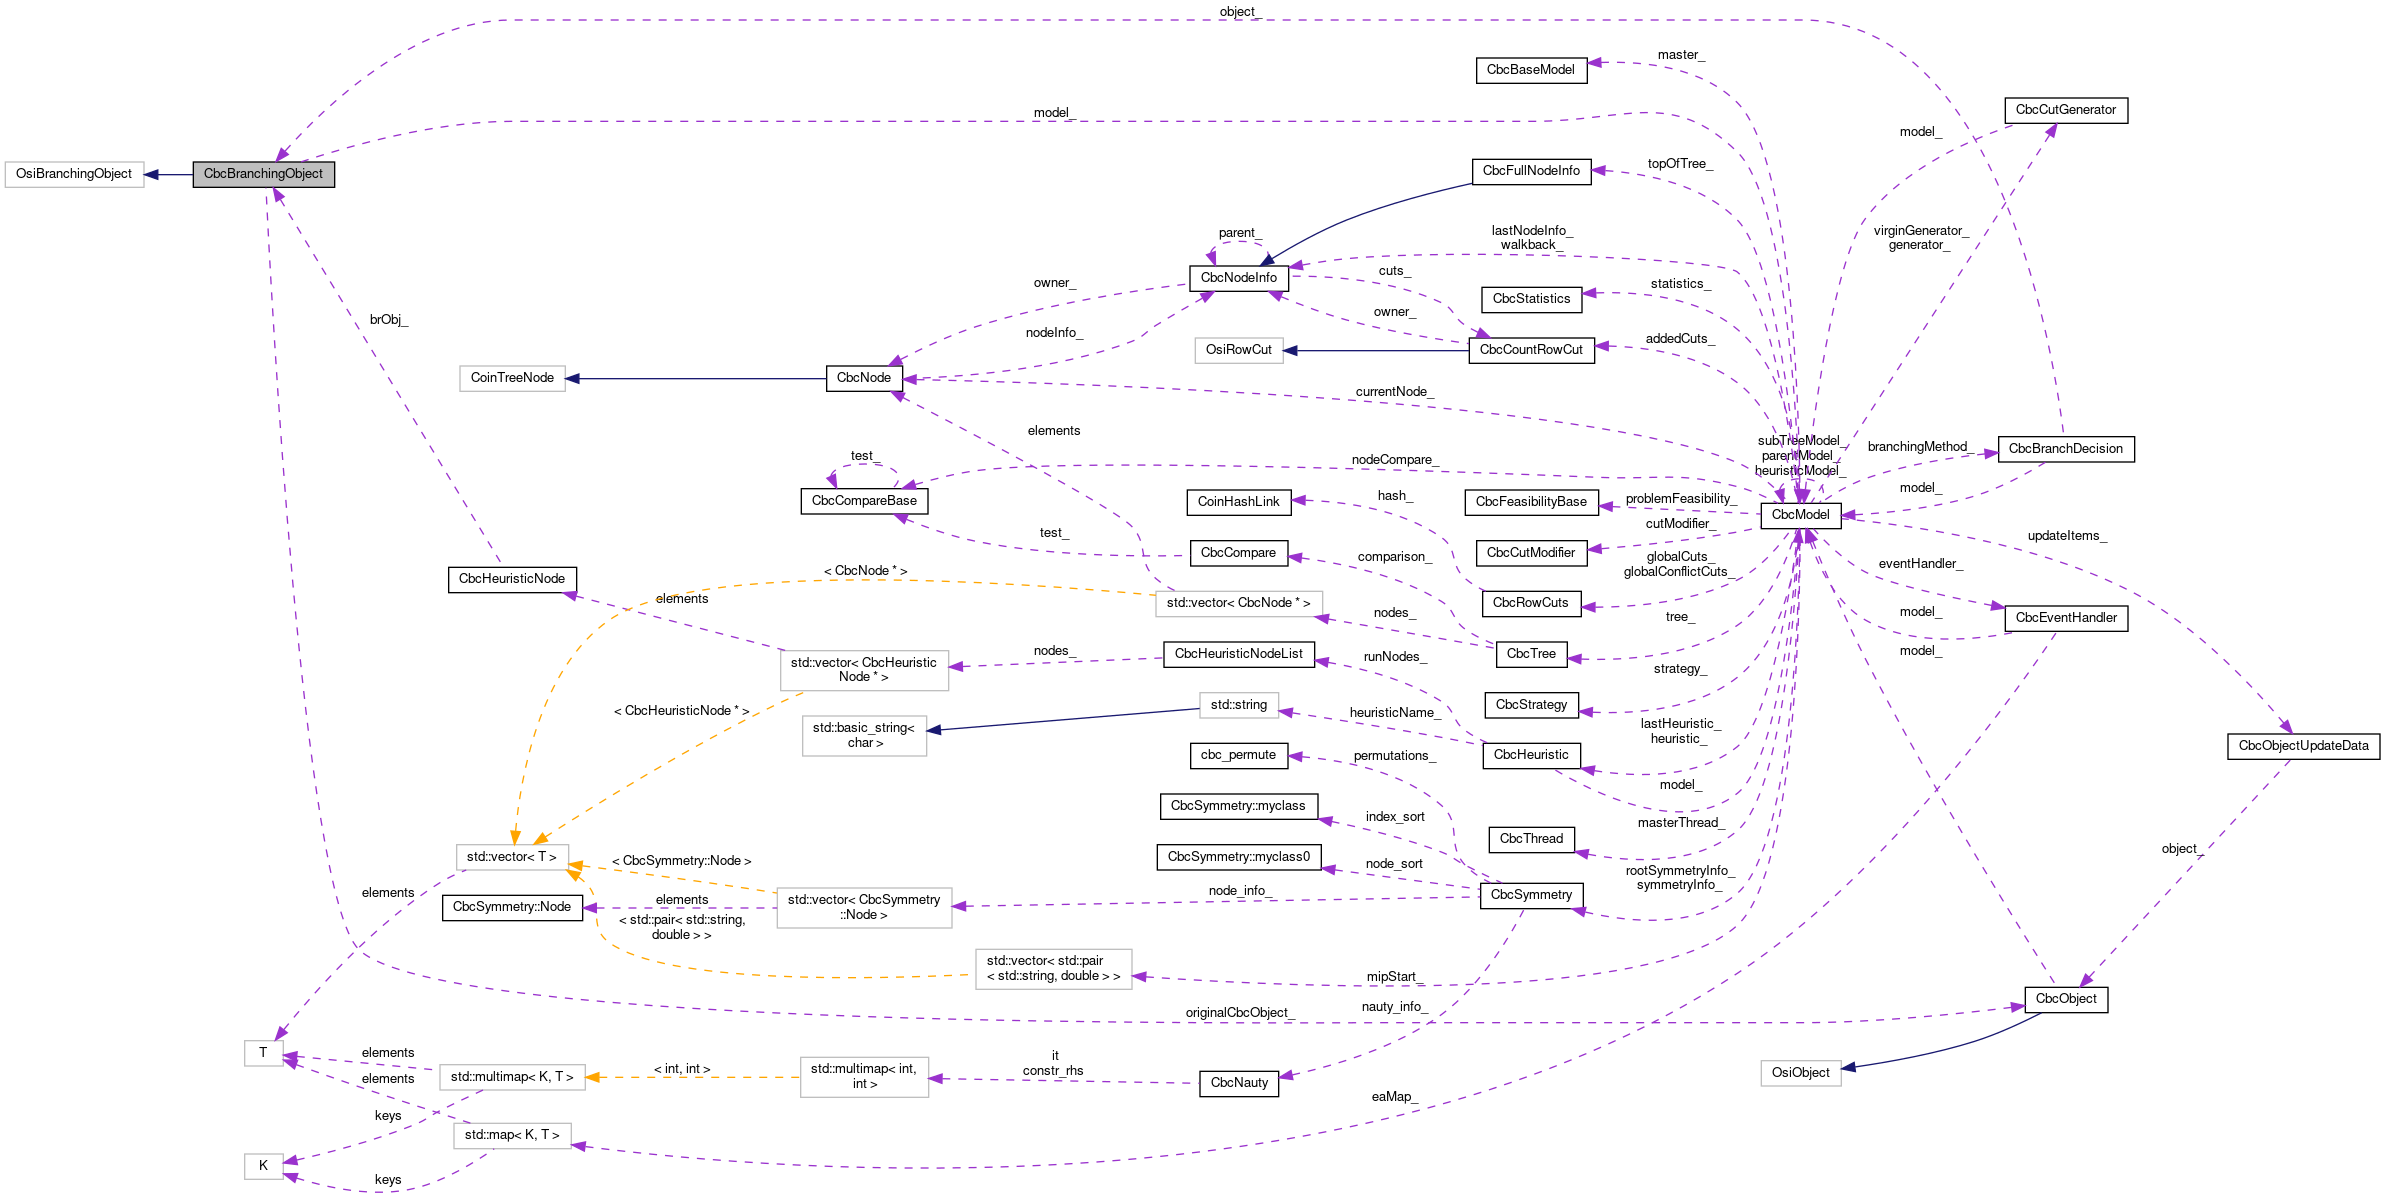 object_
master_
CbcBaseModel
model_
CbcCutGenerator
model_
OsiBranchingObject
CbcBranchingObject
CbcFullNodeInfo
topOfTree_
parent_
lastNodeInfo_
walkback_
virginGenerator_
generator_
CbcNodeInfo
cuts_
owner_
CbcStatistics
statistics_
brObj_
nodeInfo_
owner_
OsiRowCut
CbcCountRowCut
addedCuts_
CoinTreeNode
CbcNode
currentNode_
elements
test_
nodeCompare_
subTreeModel_
parentModel_
heuristicModel_
branchingMethod_
CbcBranchDecision
CbcCompareBase
CoinHashLink
hash_
CbcFeasibilityBase
problemFeasibility_
model_
CbcModel
cutModifier_
test_
CbcCompare
comparison_
CbcCutModifier
updateItems_
globalCuts_
globalConflictCuts_
eventHandler_
CbcHeuristicNode
< CbcNode * >
elements
std::vector< CbcNode * >
nodes_
CbcRowCuts
tree_
model_
CbcEventHandler
model_
std::vector< CbcHeuristic
Node * >
nodes_
CbcHeuristicNodeList
runNodes_
CbcTree
strategy_
< CbcHeuristicNode * >
std::string
heuristicName_
CbcStrategy
std::basic_string<
char >
lastHeuristic_
heuristic_
cbc_permute
permutations_
CbcHeuristic
CbcObjectUpdateData
model_
CbcSymmetry::myclass
index_sort
masterThread_
CbcThread
object_
std::vector< T >
< CbcSymmetry::Node >
CbcSymmetry::myclass0
node_sort
rootSymmetryInfo_
symmetryInfo_
elements
CbcSymmetry::Node
elements
std::vector< CbcSymmetry
::Node >
node_info_
CbcSymmetry
< std::pair< std::string,
double > >
std::vector< std::pair
< std::string, double > >
mipStart_
originalCbcObject_
nauty_info_
CbcObject
T
elements
std::multimap< K, T >
< int, int >
std::multimap< int,
int >
it
constr_rhs
CbcNauty
OsiObject
elements
eaMap_
keys
std::map< K, T >
K
keys